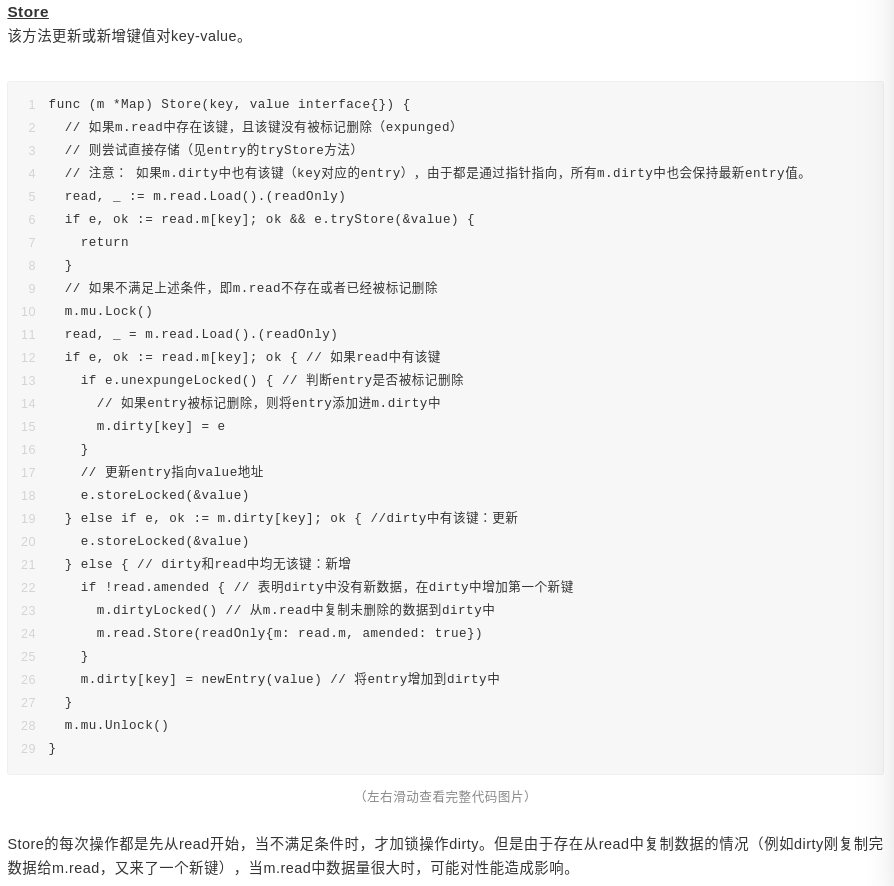 Store
该方法更新或新增键值对key-value。
1 func (m *Map) Store(key, value interface{}) {
2   // 如果m.read中存在该键，且该键没有被标记删除（expunged）
3   // 则尝试直接存储（见entry的tryStore方法）
4   // 注意： 如果m.dirty中也有该键（key对应的entry），由于都是通过指针指向，所有m.dirty中也会保持最新entry值。
5   read, _ := m.read.Load().(readOnly)
6   if e, ok := read.m[key]; ok && e.tryStore(&value) {
7     return
8   }
9   // 如果不满足上述条件，即m.read不存在或者已经被标记删除
10   m.mu.Lock()
11   read, _ = m.read.Load().(readOnly)
12   if e, ok := read.m[key]; ok { // 如果read中有该键
13     if e.unexpungeLocked() { // 判断entry是否被标记删除
14       // 如果entry被标记删除，则将entry添加进m.dirty中
15       m.dirty[key] = e
16     }
17     // 更新entry指向value地址
18     e.storeLocked(&value)
19   } else if e, ok := m.dirty[key]; ok { //dirty中有该键：更新
20     e.storeLocked(&value)
21   } else { // dirty和read中均无该键：新增
22     if !read.amended { // 表明dirty中没有新数据，在dirty中增加第一个新键
23       m.dirtyLocked() // 从m.read中复制未删除的数据到dirty中
24       m.read.Store(readOnly{m: read.m, amended: true})
25     }
26     m.dirty[key] = newEntry(value) // 将entry增加到dirty中
27   }
28   m.mu.Unlock()
29 }
（左右滑动查看完整代码图片）
Store的每次操作都是先从read开始，当不满足条件时，才加锁操作dirty。但是由于存在从read中复制数据的情况（例如dirty刚复制完
数据给m.read，又来了一个新键），当m.read中数据量很大时，可能对性能造成影响。